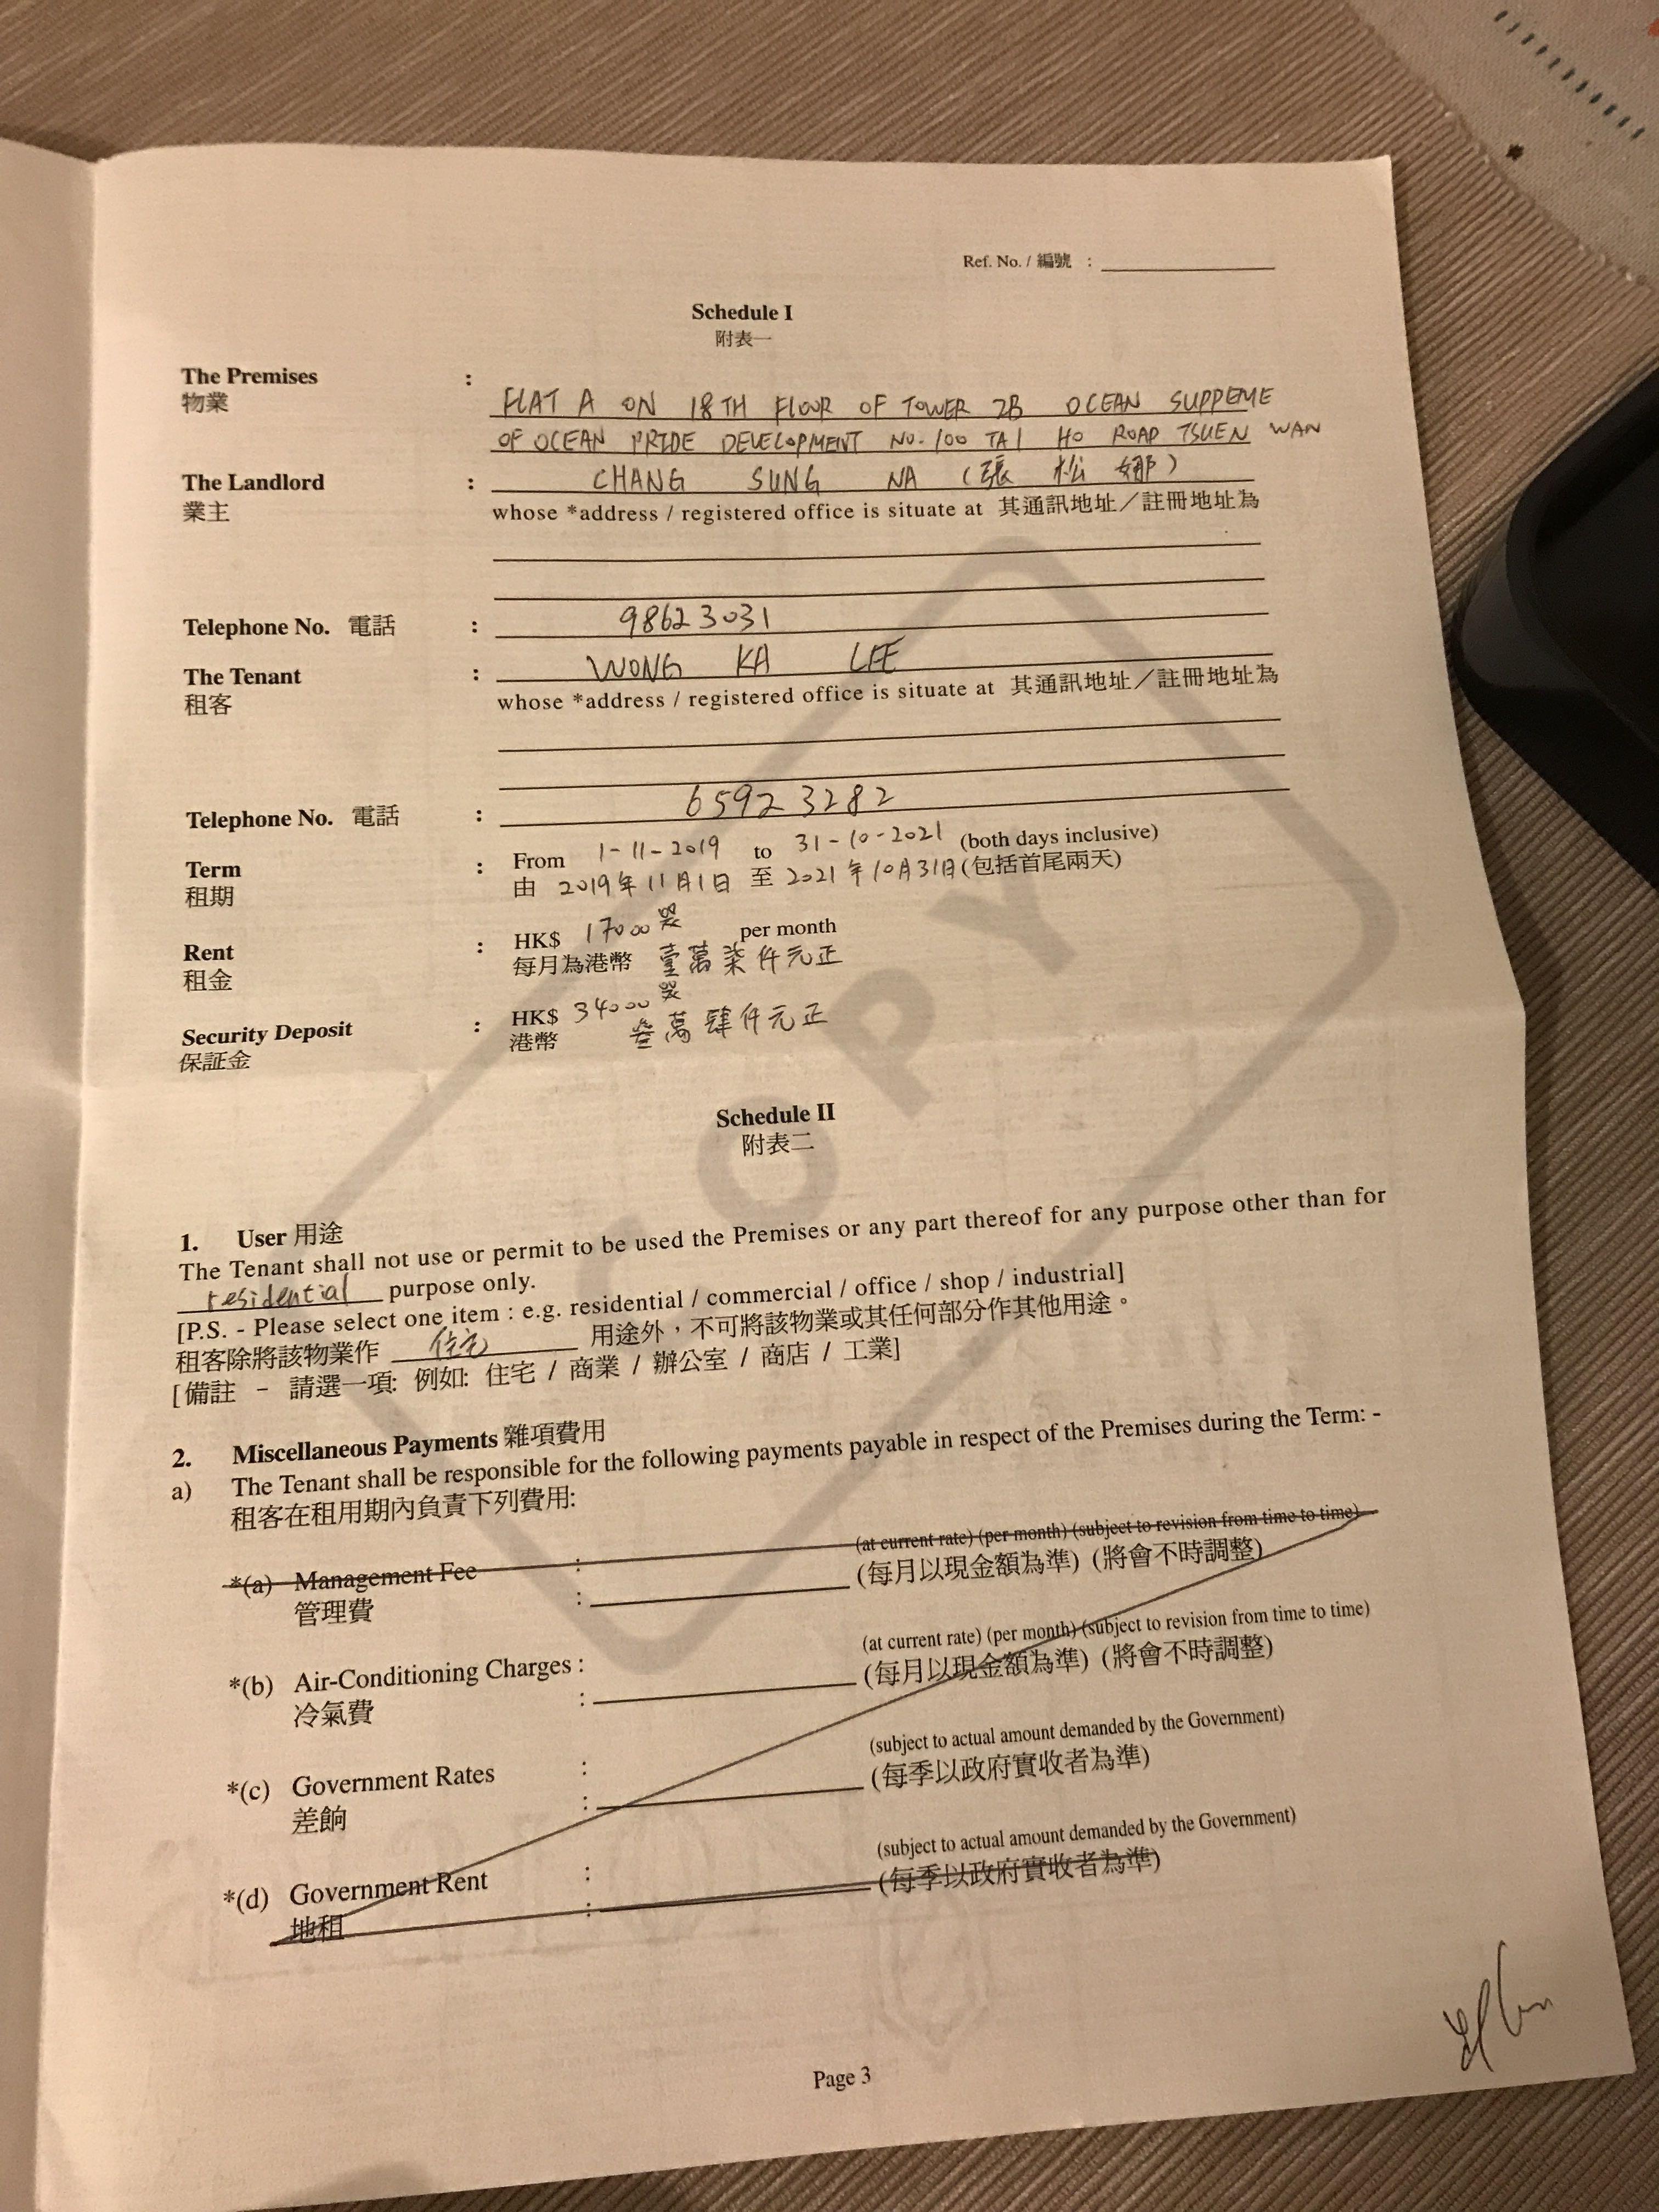 Ref. No. / 編號 :
Schedule I
附表一
The Premises :
物業
FLAT A ON 18TH FLOOR OF TOWER 2B OCEAN SUPREME
OF OCEAN PRIDE DEVELOPMENT NO. 100 TAI HO ROAD TSUEN WAN
The Landlord : CHANG SUNG NA (張 松 娜)
業主 whose *address / registered office is situate at 其通訊地址／註冊地址為
Telephone No. 電話 : 98623031
The Tenant : WONG KA LEE
租客 whose *address / registered office is situate at 其通訊地址／註冊地址為
Telephone No. 電話 : 65923282
Term : From 1-11-2019 to 31-10-2021 (both days inclusive)
租期 由 2019年11月1日 至 2021年10月31日(包括首尾兩天)
Rent : HK$ 17000 per month
租金 每月為港幣 壹萬柒仟元正
Security Deposit : HK$ 34000
保証金 港幣 叁萬肆仟元正
COPY
Schedule II
附表二
1. User 用途
The Tenant shall not use or permit to be used the Premises or any part thereof for any purpose other than for
residential purpose only.
[P.S. - Please select one item : e.g. residential / commercial / office / shop / industrial]
租客除將該物業作 住宅 用途外，不可將該物業或其任何部分作其他用途。
[備註 - 請選一項: 例如: 住宅 / 商業 / 辦公室 / 商店 / 工業]
2. Miscellaneous Payments 雜項費用
a) The Tenant shall be responsible for the following payments payable in respect of the Premises during the Term: -
租客在租用期內負責下列費用:
*(a) Management Fee : (at current rate) (per month) (subject to revision from time to time)
管理費 : (每月以現金額為準) (將會不時調整)
*(b) Air-Conditioning Charges : (at current rate) (per month) (subject to revision from time to time)
冷氣費 : (每月以現金額為準) (將會不時調整)
*(c) Government Rates : (subject to actual amount demanded by the Government)
差餉 : (每季以政府實收者為準)
*(d) Government Rent : (subject to actual amount demanded by the Government)
地租 : (每季以政府實收者為準)
Page 3